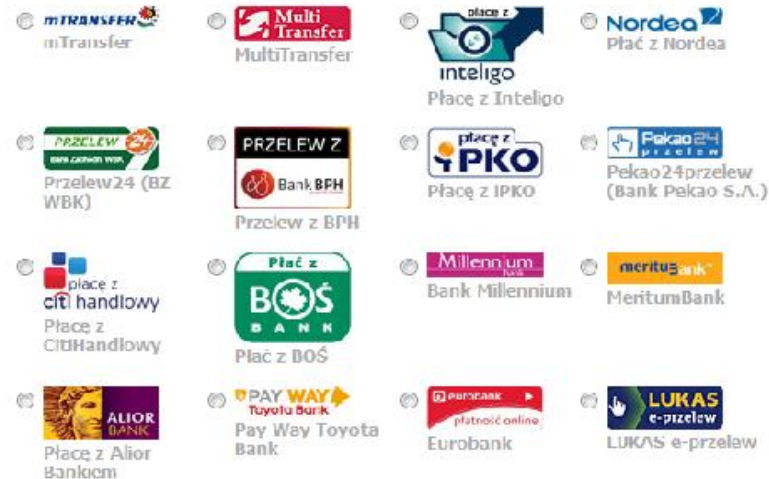 mTRANSFER
mTransfer
Multi
Transfer
MultiTransfer
płacę z
inteligo
Płacę z Inteligo
Nordea
Płać z Nordea
PRZELEW 24
BANK ZACHODNI WBK
Przelew24 (BZ
WBK)
PRZELEW Z
Bank BPH
Przelew z BPH
płacę z
iPKO
Płacę z IPKO
Pekao24
przelew
Pekao24przelew
(Bank Pekao S.A.)
płacę z
citi handlowy
Płacę z
CitiHandlowy
Płać z
BOŚ
BANK
Płać z BOŚ
Millennium
bank
Bank Millennium
meritumbank
MeritumBank
ALIOR
BANK
Płacę z Alior
Bankiem
PAY WAY
Toyota Bank
Pay Way Toyota
Bank
eurobank
płatność online
Eurobank
LUKAS
e-przelew
LUKAS e-przelew